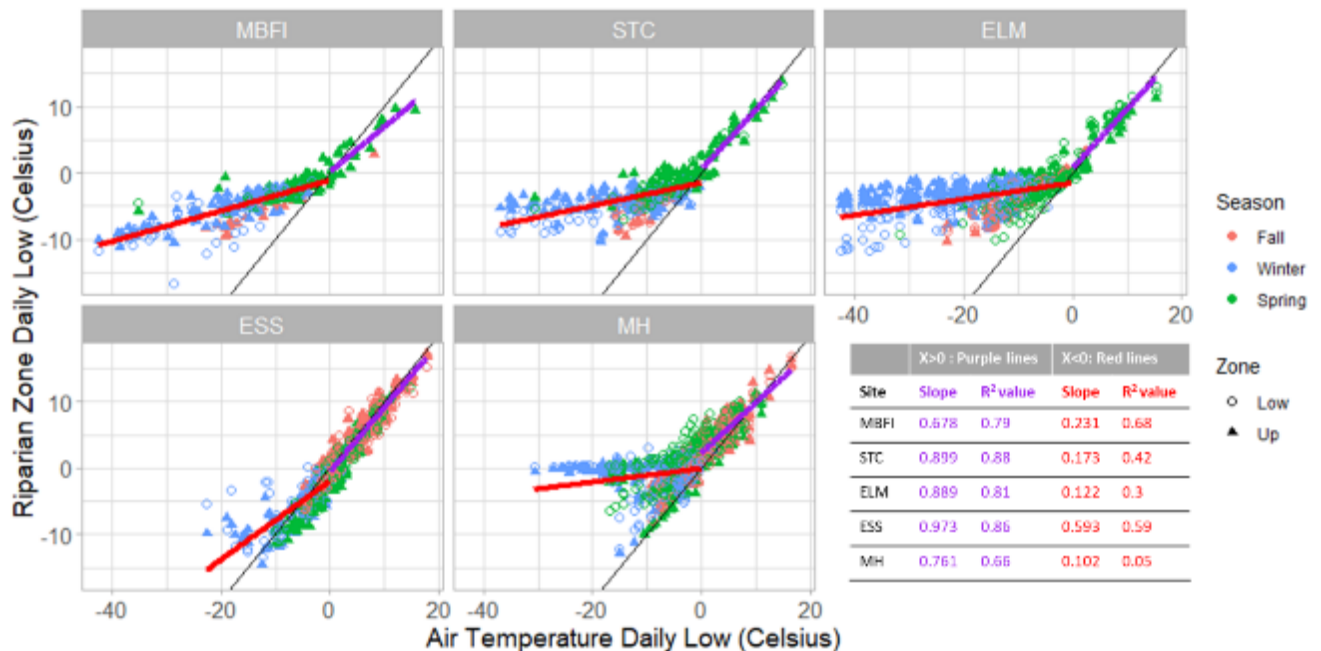 MBFI STC ELM
10
0
-10
Riparian Zone Daily Low (Celsius)
-40 -20 0 20
Season
Fall
Winter
Spring
Zone
Low
Up
ESS MH
10
0
-10
-40 -20 0 20 -40 -20 0 20
Air Temperature Daily Low (Celsius)
X>0 : Purple lines X<0: Red lines
Site Slope R² value Slope R² value
MBFI 0.678 0.79 0.231 0.68
STC 0.899 0.88 0.173 0.42
ELM 0.889 0.81 0.122 0.3
ESS 0.973 0.86 0.593 0.59
MH 0.761 0.66 0.102 0.05